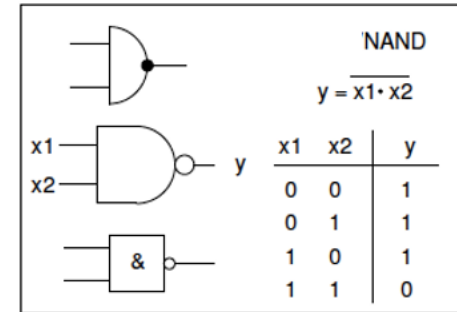 'NAND
y = x1• x2
x1
x2
y
x1 x2 y
0 0 1
0 1 1
1 0 1
1 1 0
&